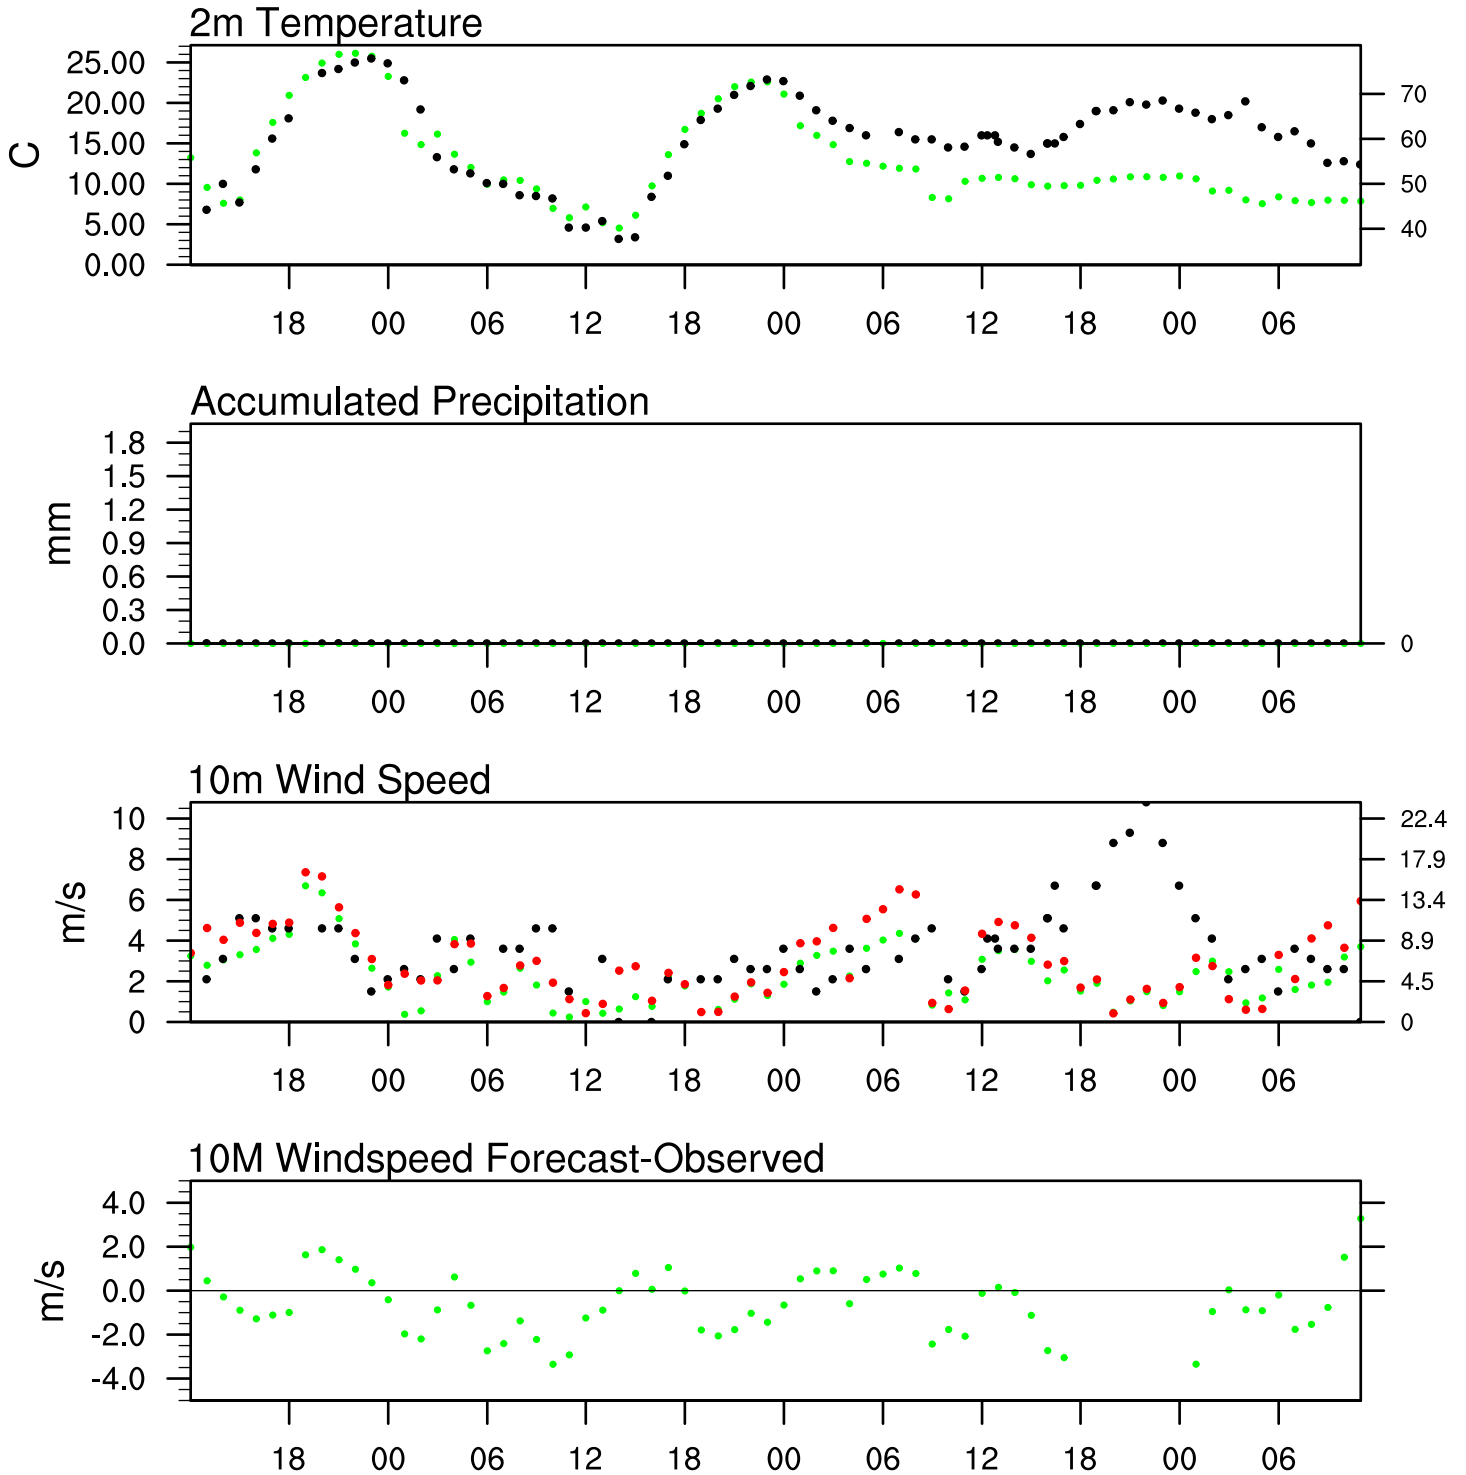 2m Temperature
C
25.00
20.00
15.00
10.00
5.00
0.00
70
60
50
40
18 00 06 12 18 00 06 12 18 00 06
Accumulated Precipitation
mm
1.8
1.5
1.2
0.9
0.6
0.3
0.0
0
18 00 06 12 18 00 06 12 18 00 06
10m Wind Speed
m/s
10
8
6
4
2
0
22.4
17.9
13.4
8.9
4.5
0
18 00 06 12 18 00 06 12 18 00 06
10M Windspeed Forecast-Observed
m/s
4.0
2.0
0.0
-2.0
-4.0
18 00 06 12 18 00 06 12 18 00 06